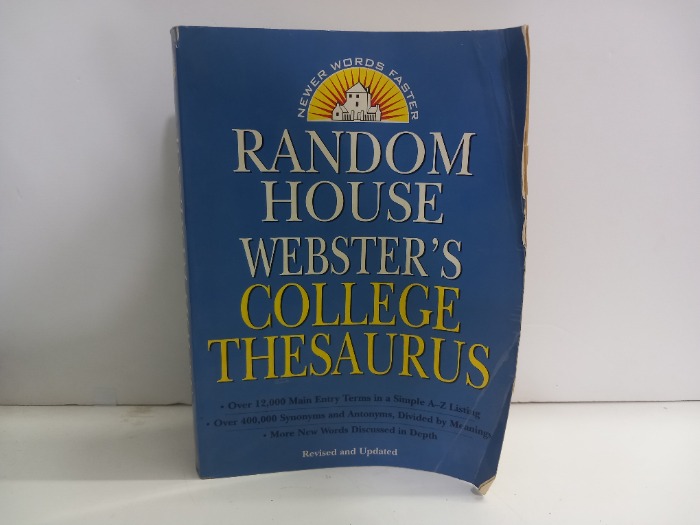 NEWER WORDS FASTER
RANDOM
HOUSE
WEBSTER'S
COLLEGE
THESAURUS
• Over 12,000 Main Entry Terms in a Simple A–Z Listing
• Over 400,000 Synonyms and Antonyms, Divided by Meanings
• More New Words Discussed in Depth
Revised and Updated